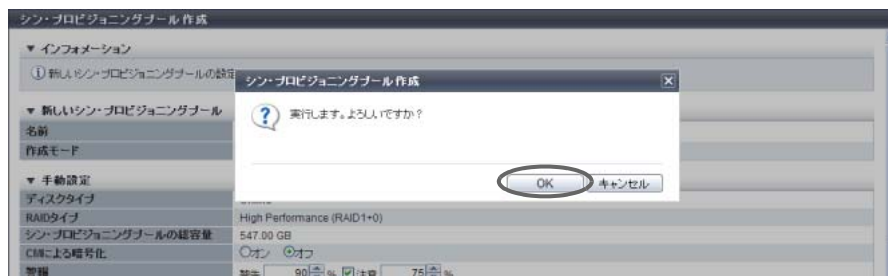 シン・プロビジョニングプール作成
▼ インフォメーション
新しいシン・プロビジョニングプールの設定
シン・プロビジョニングプール作成
実行します。よろしいですか？
OK キャンセル
▼ 新しいシン・プロビジョニングプール
名前
作成モード
▼ 手動設定
ディスクタイプ
RAIDタイプ High Performance (RAID1+0)
シン・プロビジョニングプールの総容量 547.00 GB
CMによる暗号化 オン オフ
警告 90 % 注意 75 %